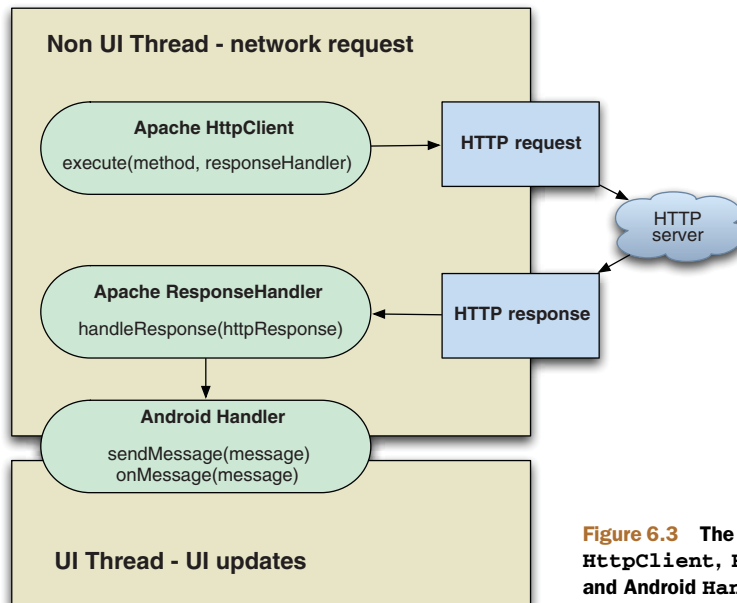 Non UI Thread - network request
Apache HttpClient
execute(method, responseHandler)
HTTP request
HTTP
server
Apache ResponseHandler
handleResponse(httpResponse)
HTTP response
Android Handler
sendMessage(message)
onMessage(message)
UI Thread - UI updates
Figure 6.3 The
HttpClient,
and Android